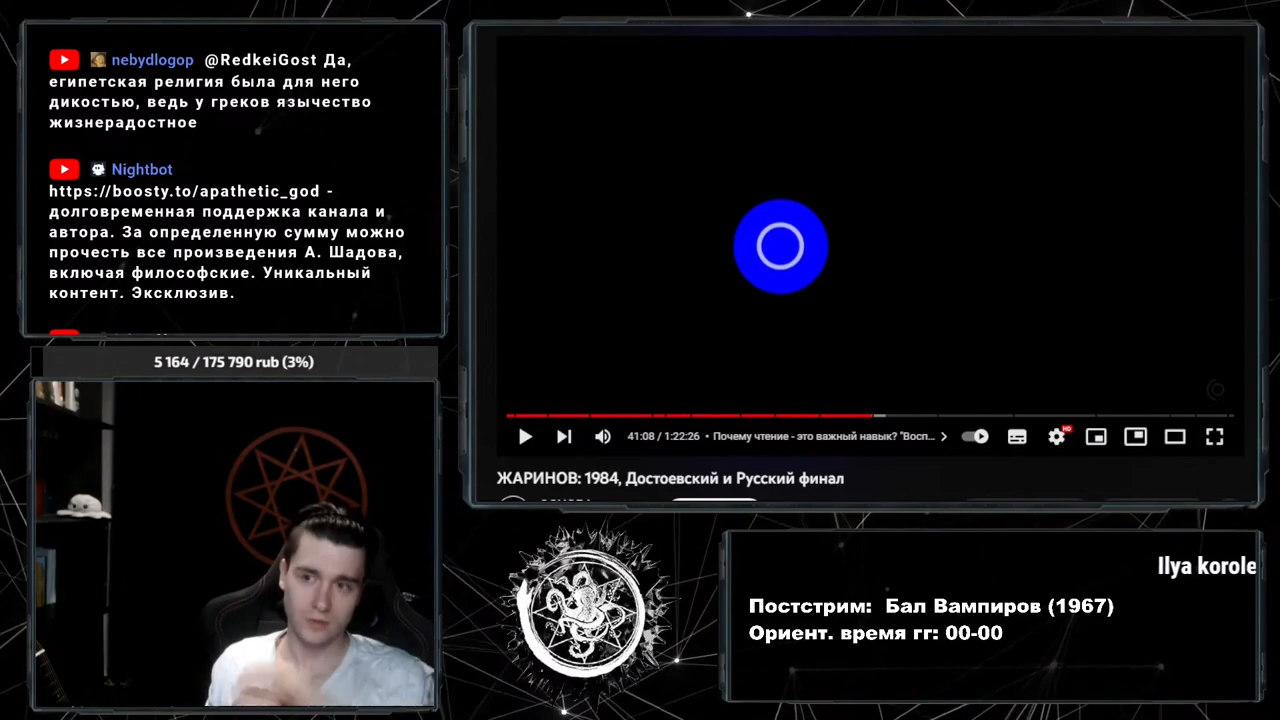 nebydlogop @RedkeiGost Да,
египетская религия была для него
дикостью, ведь у греков язычество
жизнерадостное
Nightbot
https://boosty.to/apathetic_god -
долговременная поддержка канала и
автора. За определенную сумму можно
прочесть все произведения А. Шадова,
включая философские. Уникальный
контент. Эксклюзив.
5 164 / 175 790 rub (3%)
41:08 / 1:22:26 • Почему чтение - это важный навык? "Восп...
HD
ЖАРИНОВ: 1984, Достоевский и Русский финал
Ilya korole
Постстрим: Бал Вампиров (1967)
Ориент. время гг: 00-00